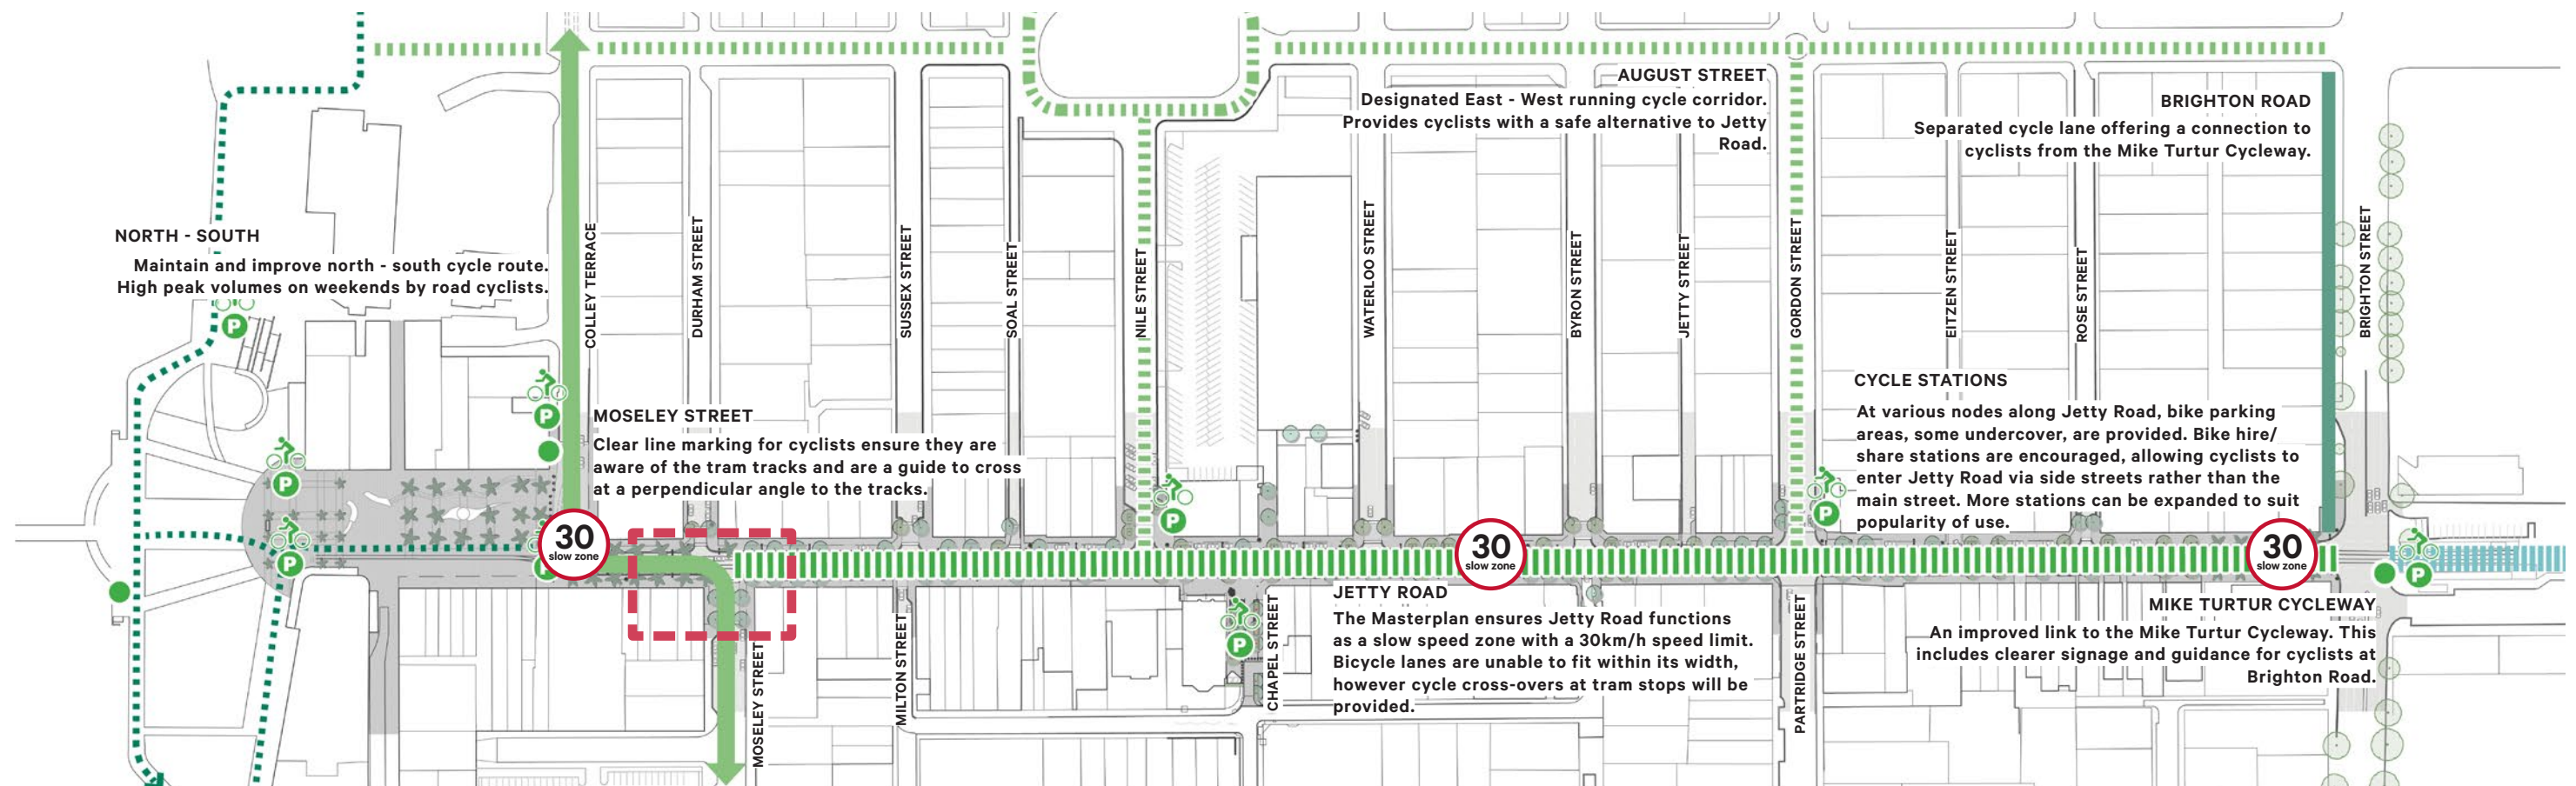 AUGUST STREET
Designated East - West running cycle corridor.
Provides cyclists with a safe alternative to Jetty
Road.
BRIGHTON ROAD
Separated cycle lane offering a connection to
cyclists from the Mike Turtur Cycleway.
NORTH - SOUTH
Maintain and improve north - south cycle route.
High peak volumes on weekends by road cyclists.
COLLEY TERRACE
DURHAM STREET
SUSSEX STREET
SOAL STREET
NILE STREET
WATERLOO STREET
BYRON STREET
JETTY STREET
GORDON STREET
EITZEN STREET
ROSE STREET
BRIGHTON STREET
P
P
P
P
P
P
P
P
P
MOSELEY STREET
Clear line marking for cyclists ensure they are
aware of the tram tracks and are a guide to cross
at a perpendicular angle to the tracks.
CYCLE STATIONS
At various nodes along Jetty Road, bike parking
areas, some undercover, are provided. Bike hire/
share stations are encouraged, allowing cyclists to
enter Jetty Road via side streets rather than the
main street. More stations can be expanded to suit
popularity of use.
30
slow zone
30
slow zone
30
slow zone
JETTY ROAD
The Masterplan ensures Jetty Road functions
as a slow speed zone with a 30km/h speed limit.
Bicycle lanes are unable to fit within its width,
however cycle cross-overs at tram stops will be
provided.
MIKE TURTUR CYCLEWAY
An improved link to the Mike Turtur Cycleway. This
includes clearer signage and guidance for cyclists at
Brighton Road.
MOSELEY STREET
MILTON STREET
CHAPEL STREET
PARTRIDGE STREET